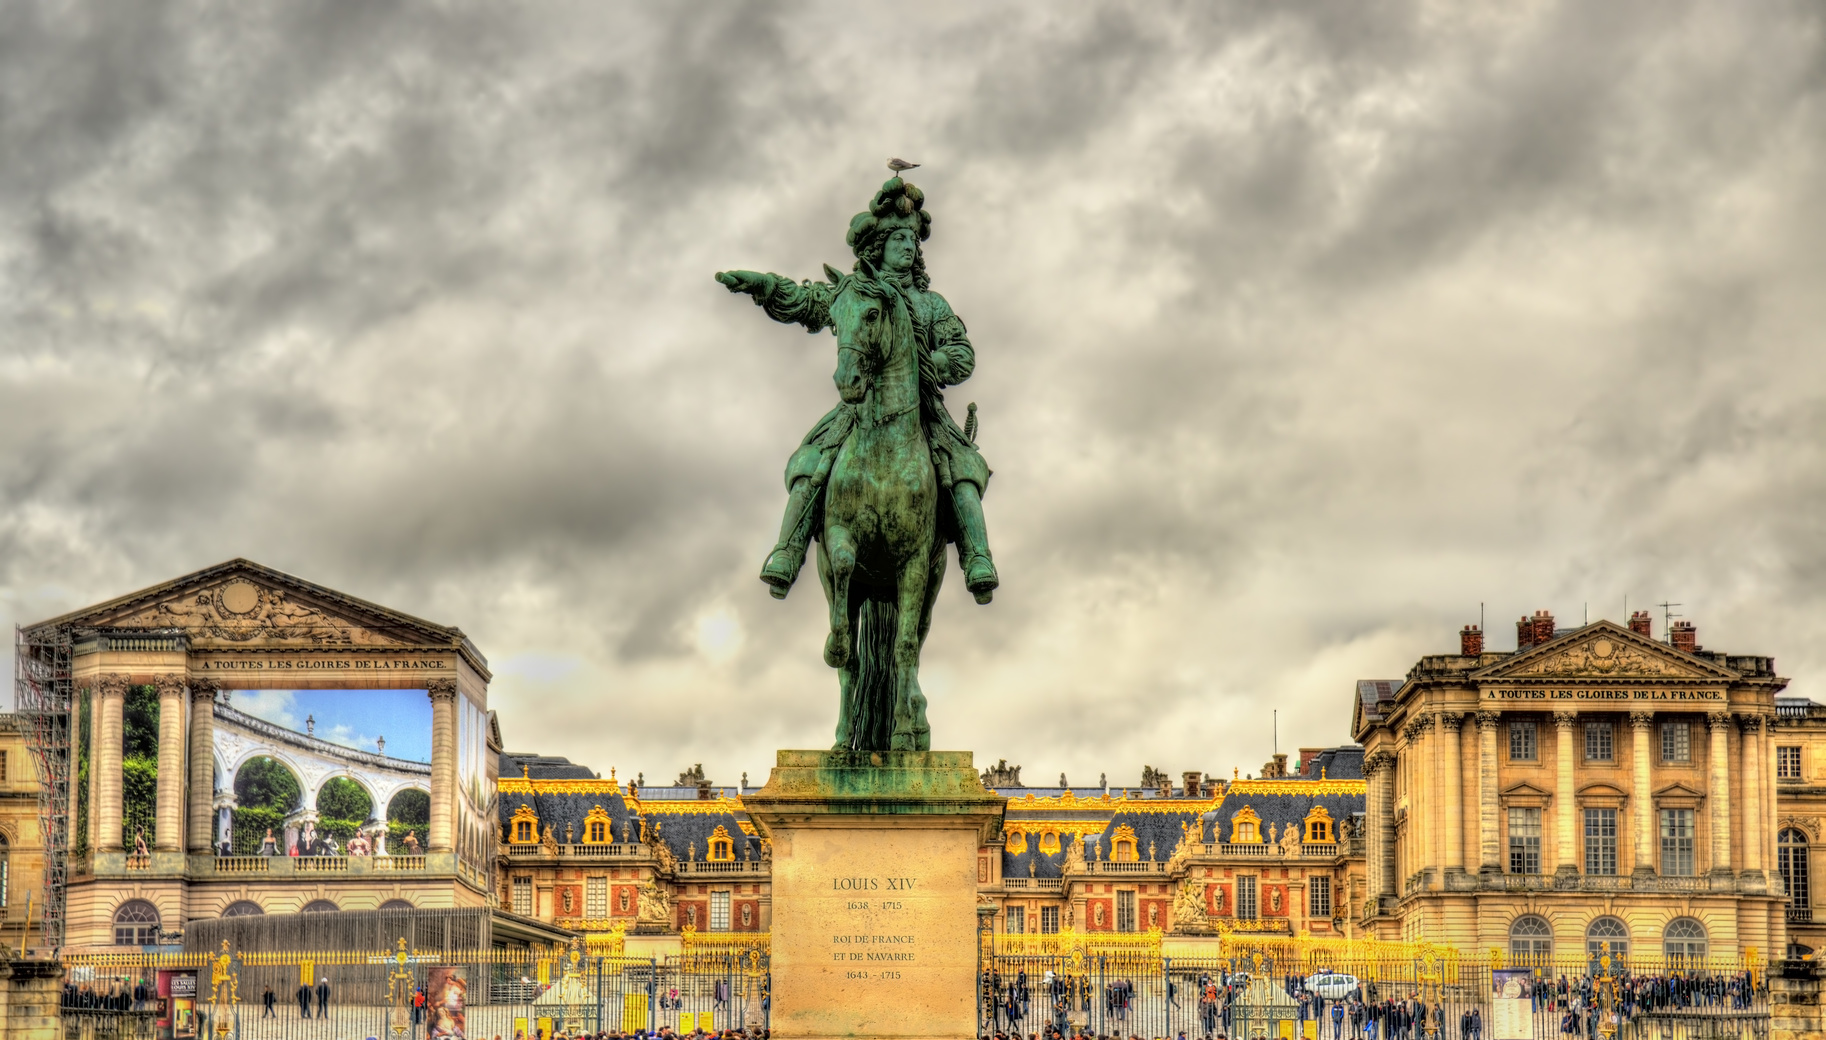 A TOUTES LES GLOIRES DE LA FRANCE.
A TOUTES LES GLOIRES DE LA FRANCE.
LOUIS XIV
1638 - 1715
ROI DE FRANCE
ET DE NAVARRE
1643 - 1715